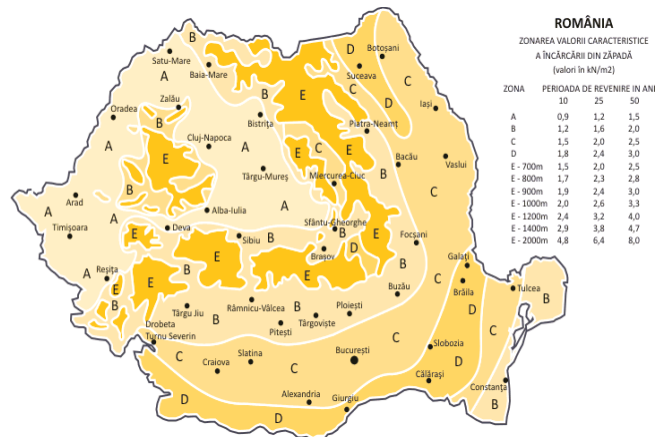 ROMÂNIA
ZONAREA VALORII CARACTERISTICE
A ÎNCĂRCĂRII DIN ZĂPADĂ
(valori în kN/m2)
ZONA PERIOADA DE REVENIRE IN ANI
10 25 50
A 0,9 1,2 1,5
B 1,2 1,6 2,0
C 1,5 2,0 2,5
D 1,8 2,4 3,0
E - 700m 1,5 2,0 2,5
E - 800m 1,7 2,3 2,8
E - 900m 1,9 2,4 3,0
E - 1000m 2,0 2,6 3,3
E - 1200m 2,4 3,2 4,0
E - 1400m 2,9 3,8 4,7
E - 2000m 4,8 6,4 8,0
B
D
Botoșani
Satu-Mare
A
Baia-Mare
Suceava
C
C
E
B
E
D
Zalău
Oradea
B
Bistrița
Iași
Piatra-Neamț
A
E
Cluj-Napoca
A
E
C
E
Bacău
Vaslui
B
Târgu-Mureș
Miercurea-Ciuc
E
C
Arad
B
A
Alba-Iulia
A
Sfântu-Gheorghe
E
Timișoara
A
E
Deva
Sibiu
B
B
D
E
Focșani
Brașov
A
Reșița
E
E
B
E
E
B
Galați
B
Târgu Jiu
Râmnicu-Vâlcea
B
Buzău
Brăila
Tulcea
B
B
Pitești
Târgoviște
Ploiești
D
C
Drobeta
Turnu Severin
C
C
Slobozia
D
Craiova
Slatina
C
București
Călărași
Constanța
B
D
Alexandria
Giurgiu
D